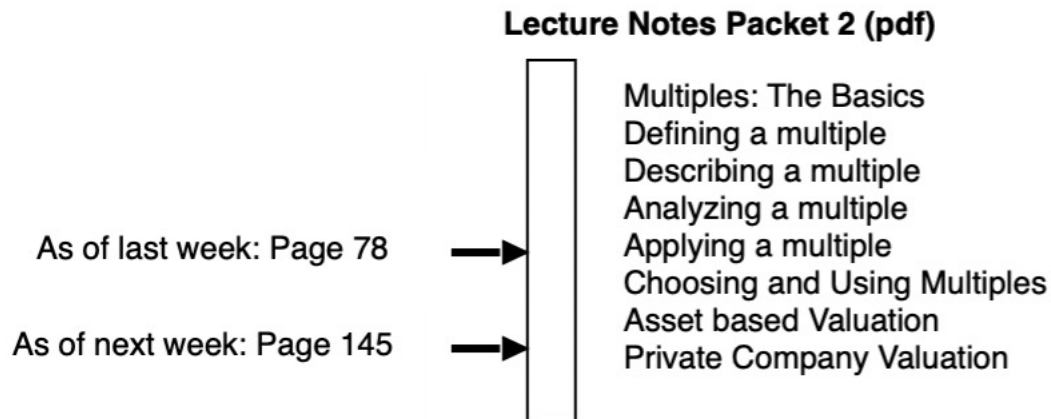 Lecture Notes Packet 2 (pdf)
Multiples: The Basics
Defining a multiple
Describing a multiple
Analyzing a multiple
As of last week: Page 78
Applying a multiple
Choosing and Using Multiples
Asset based Valuation
As of next week: Page 145
Private Company Valuation